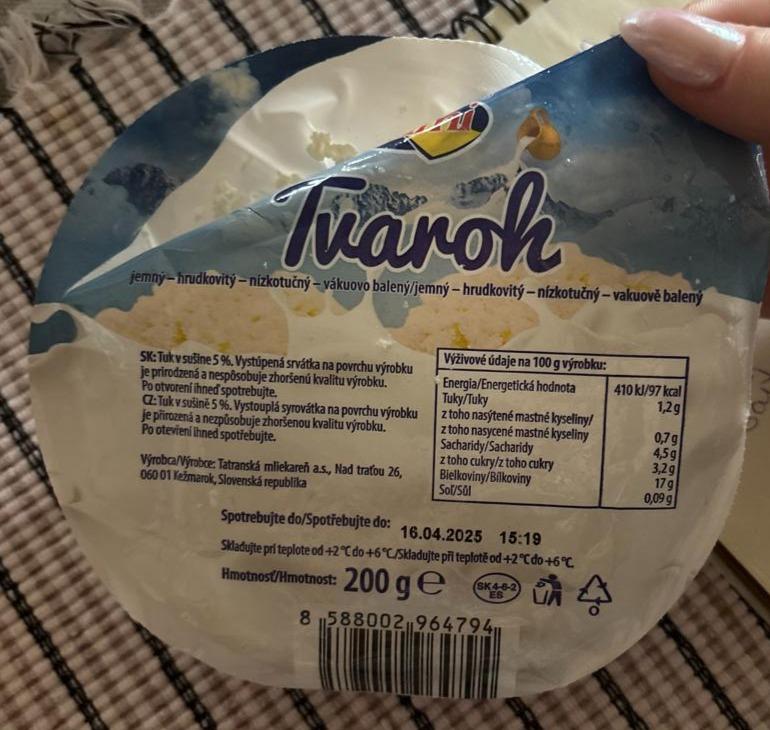 Tvaroh
jemný – hrudkovitý – nízkotučný – vákuovo balený/jemný – hrudkovitý – nízkotučný – vakuově balený
SK: Tuk v sušine 5 %. Vystúpená srvátka na povrchu výrobku
je prirodzená a nespôsobuje zhoršenú kvalitu výrobku.
Po otvorení ihneď spotrebujte.
CZ: Tuk v sušině 5 %. Vystouplá syrovátka na povrchu výrobku
je přirozená a nezpůsobuje zhoršenou kvalitu výrobku.
Po otevření ihned spotřebujte.
Výrobca/Výrobce: Tatranská mliekareň a.s., Nad traťou 26,
060 01 Kežmarok, Slovenská republika
Výživové údaje na 100 g výrobku:
Energia/Energetická hodnota 410 kJ/97 kcal
Tuky/Tuky 1,2 g
z toho nasýtené mastné kyseliny/
z toho nasycené mastné kyseliny 0,7 g
Sacharidy/Sacharidy 4,5 g
z toho cukry/z toho cukry 3,2 g
Bielkoviny/Bílkoviny 17 g
Soľ/Sůl 0,09 g
Spotrebujte do/Spotřebujte do: 16.04.2025 15:19
Skladujte pri teplote od +2 °C do +6 °C./Skladujte při teplotě od +2 °C do +6 °C.
Hmotnosť/Hmotnost: 200 g e
SK 4-6-2
ES
8 588002 964794